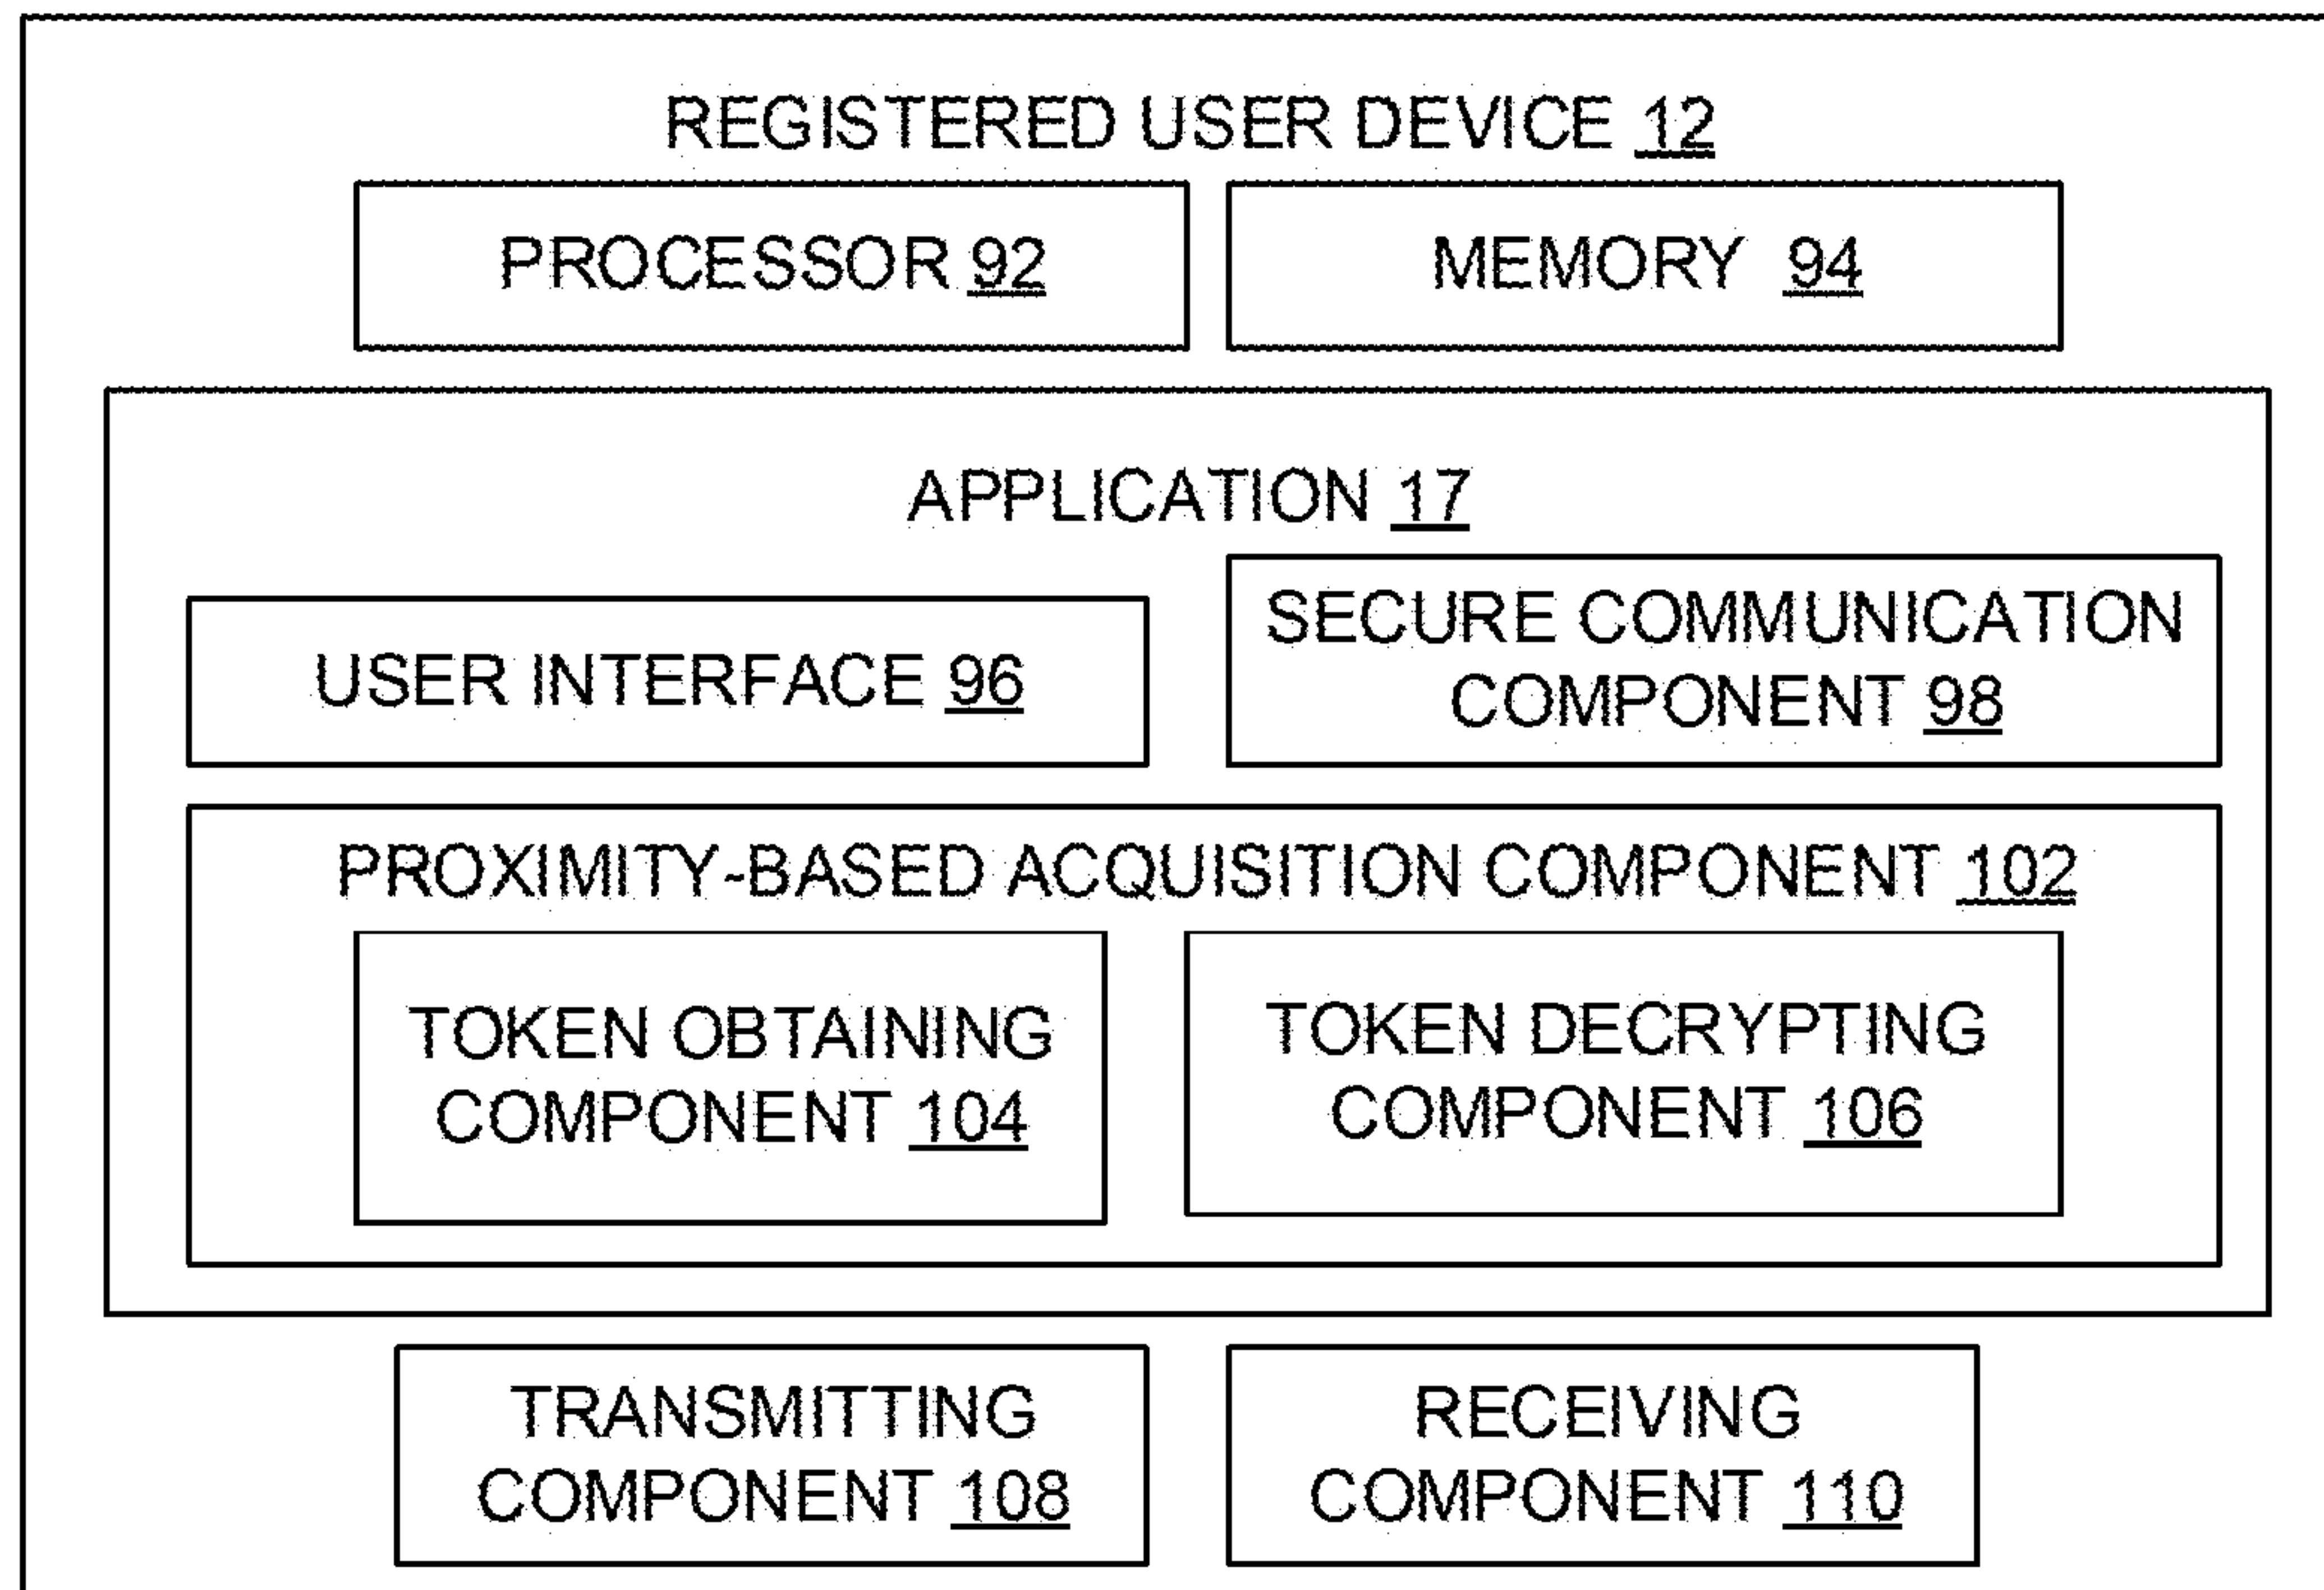 REGISTERED USER DEVICE 12
PROCESSOR 92
MEMORY 94
APPLICATION 17
USER INTERFACE 96
SECURE COMMUNICATION
COMPONENT 98
PROXIMITY-BASED ACQUISITION COMPONENT 102
TOKEN OBTAINING
COMPONENT 104
TOKEN DECRYPTING
COMPONENT 106
TRANSMITTING
COMPONENT 108
RECEIVING
COMPONENT 110